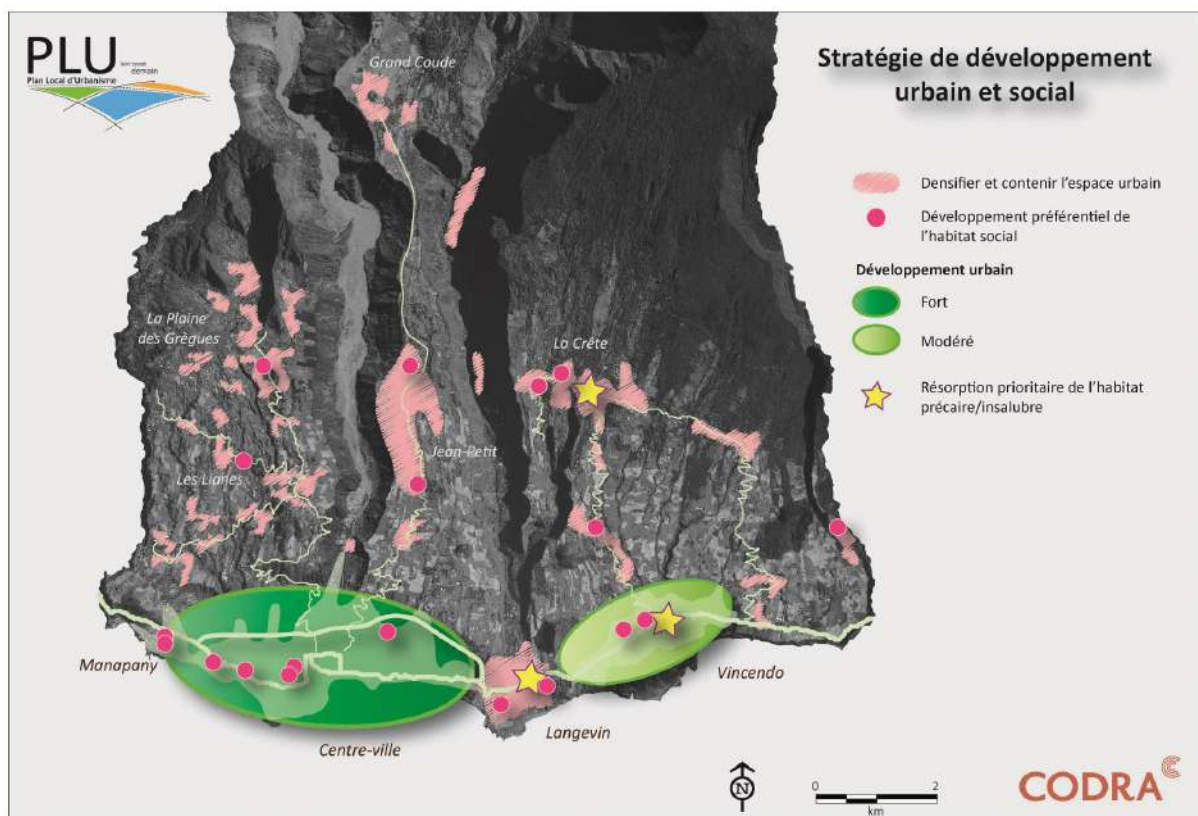 PLU
demain
Plan Local d'Urbanisme
Stratégie de développement
urbain et social
Densifier et contenir l'espace urbain
Développement préférentiel de
l'habitat social
Développement urbain
Fort
Modéré
Résorption prioritaire de l'habitat
précaire/insalubre
Grand Coude
La Plaine
des Grègues
La Crête
Jean-Petit
Les Lianes
Manapany
Vincendo
Langevin
Centre-ville
N
0 2
km
CODRA